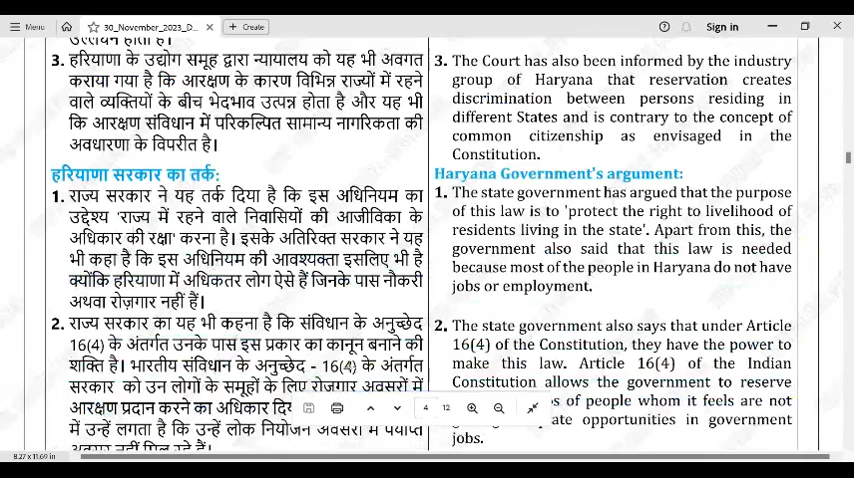 Menu
30_November_2023_D...
Create
Sign in
3. हरियाणा के उद्योग समूह द्वारा न्यायालय को यह भी अवगत
कराया गया है कि आरक्षण के कारण विभिन्न राज्यों में रहने
वाले व्यक्तियों के बीच भेदभाव उत्पन्न होता है और यह भी
कि आरक्षण संविधान में परिकल्पित सामान्य नागरिकता की
अवधारणा के विपरीत है।
हरियाणा सरकार का तर्क:
1. राज्य सरकार ने यह तर्क दिया है कि इस अधिनियम का
उद्देश्य 'राज्य में रहने वाले निवासियों की आजीविका के
अधिकार की रक्षा' करना है। इसके अतिरिक्त सरकार ने यह
भी कहा है कि इस अधिनियम की आवश्यक्ता इसलिए भी है
क्योंकि हरियाणा में अधिकतर लोग ऐसे हैं जिनके पास नौकरी
अथवा रोज़गार नहीं हैं।
2. राज्य सरकार का यह भी कहना है कि संविधान के अनुच्छेद
16(4) के अंतर्गत उनके पास इस प्रकार का कानून बनाने की
शक्ति है। भारतीय संविधान के अनुच्छेद - 16(4) के अंतर्गत
सरकार को उन लोगों के समूहों के लिए रोजगार अवसरों में
आरक्षण प्रदान करने का अधिकार
में उन्हें लगता है कि उन्हें लोक नियोजन अवसरों में पर्याप्त
3. The Court has also been informed by the industry
group of Haryana that reservation creates
discrimination between persons residing in
different States and is contrary to the concept of
common citizenship as envisaged in the
Constitution.
Haryana Government's argument:
1. The state government has argued that the purpose
of this law is to 'protect the right to livelihood of
residents living in the state'. Apart from this, the
government also said that this law is needed
because most of the people in Haryana do not have
jobs or employment.
2. The state government also says that under Article
16(4) of the Constitution, they have the power to
make this law. Article 16(4) of the Indian
Constitution allows the government to reserve
of people whom it feels are not
opportunities in government
jobs.
4 12
8.27 x 11.69 in